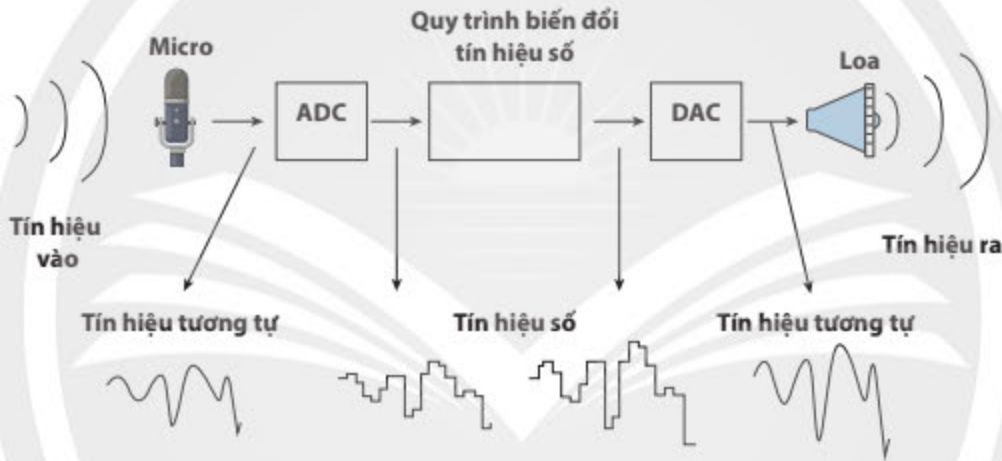 Quy trình biến đổi
tín hiệu số
Micro
Loa
ADC
DAC
Tín hiệu
vào
Tín hiệu ra
Tín hiệu tương tự
Tín hiệu số
Tín hiệu tương tự